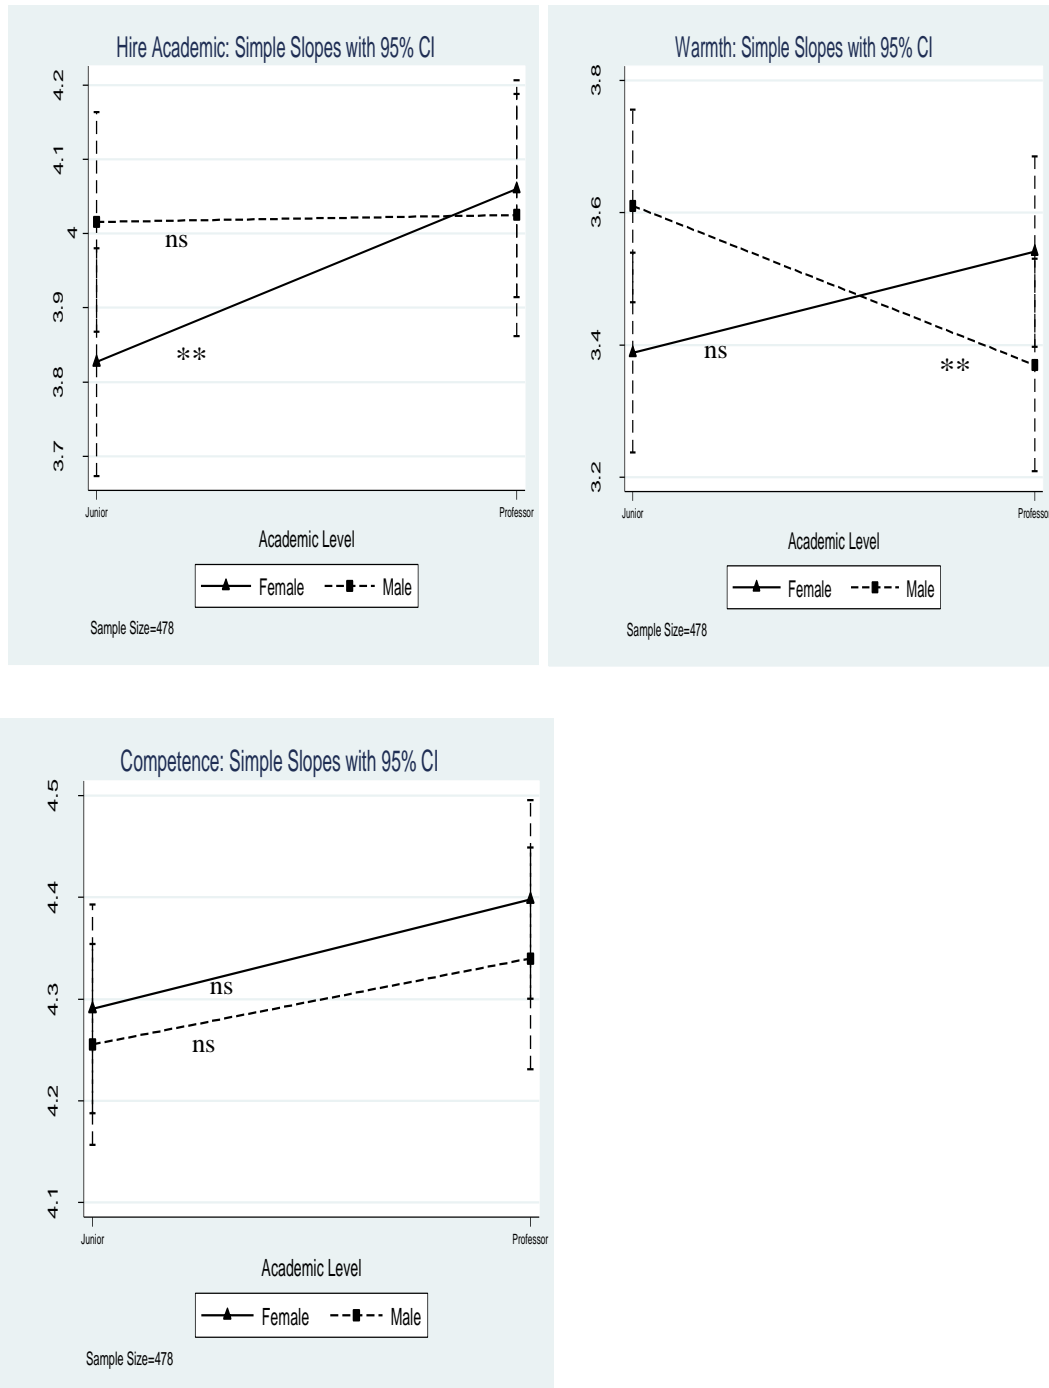 Hire Academic: Simple Slopes with 95% CI
4.2
4.1
4
3.9
3.8
3.7
ns
**
Junior
Professor
Academic Level
Female
Male
Sample Size=478
Warmth: Simple Slopes with 95% CI
3.8
3.6
3.4
3.2
ns
**
Junior
Professo
Academic Level
Female
Male
Sample Size=478
Competence: Simple Slopes with 95% CI
4.5
4.4
4.3
4.2
4.1
ns
ns
Junior
Professor
Academic Level
Female
Male
Sample Size=478